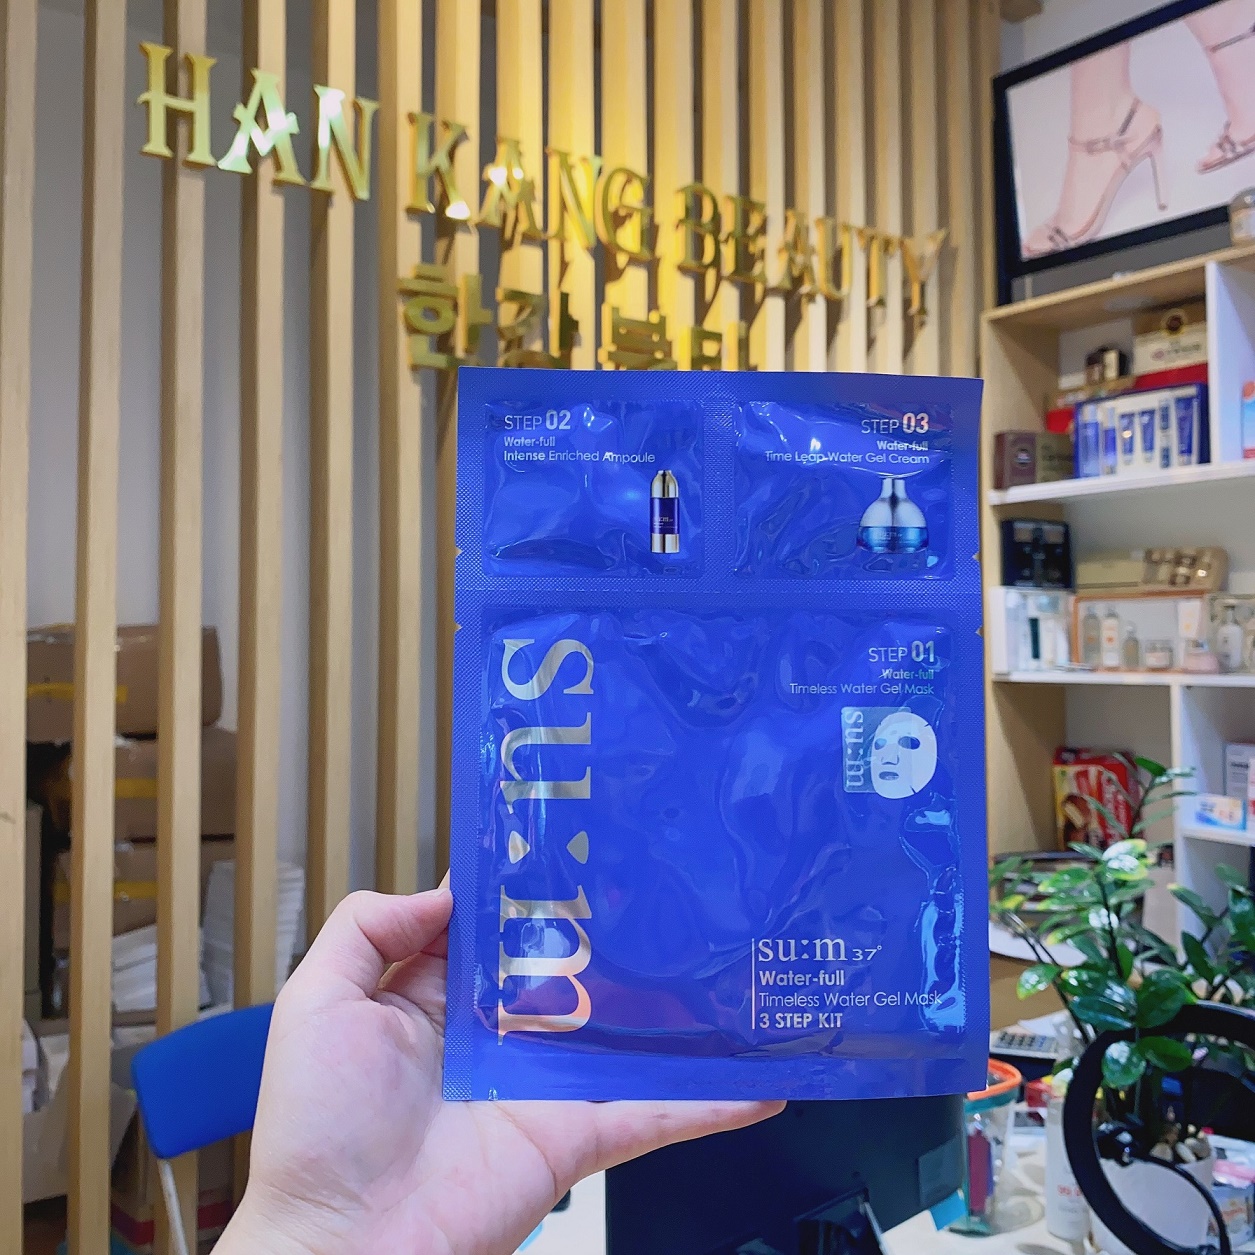 HAN KANG BEAUTY
한강 뷰티
STEP 02
Water-full
Intense Enriched Ampoule
STEP 03
Water-full
Time Leap Water Gel Cream
su:m
STEP 01
Water-full
Timeless Water Gel Mask
su:m
su:m 37°
Water-full
Timeless Water Gel Mask
3 STEP KIT